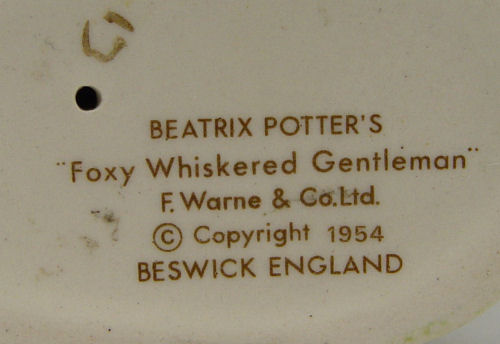 BEATRIX POTTER'S
"Foxy Whiskered Gentleman"
F. Warne & Co. Ltd.
© Copyright 1954
BESWICK ENGLAND